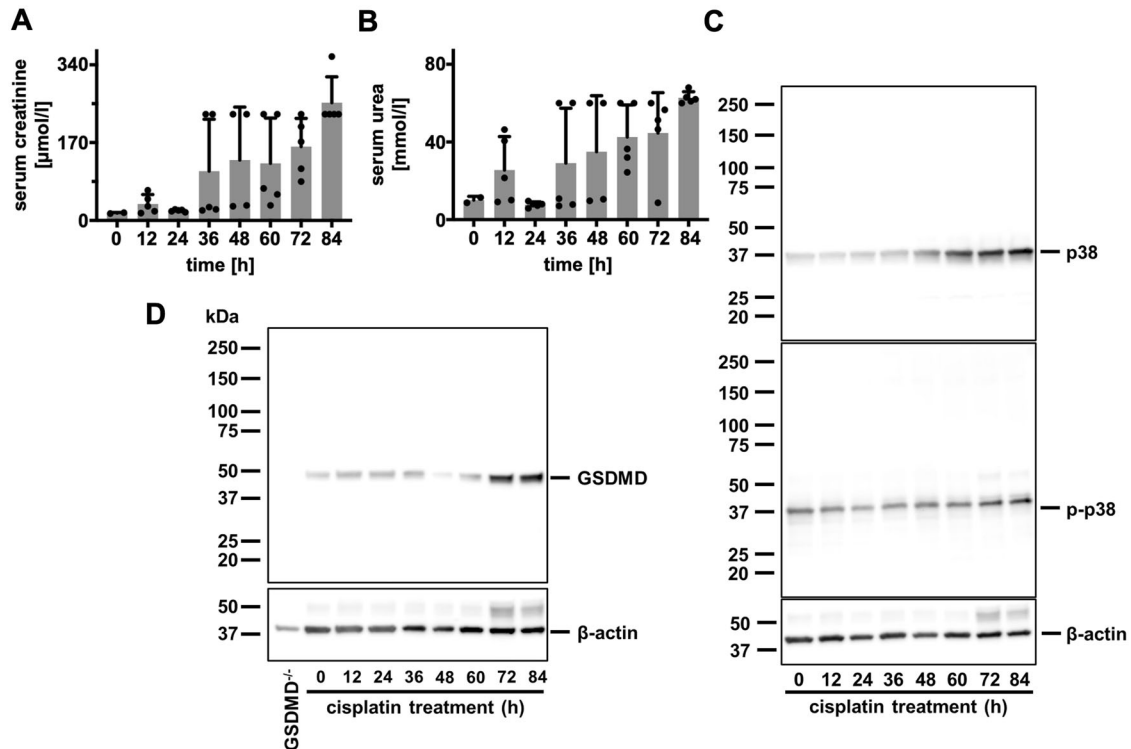 A
serum creatinine
[µmol/l]
340
170
0
0 12 24 36 48 60 72 84
time [h]
B
serum urea
[mmol/l]
80
40
0
0 12 24 36 48 60 72 84
time [h]
C
250
150
100
75
50
37
25
20
p38
250
150
100
75
50
37
25
20
p-p38
50
37
β-actin
0 12 24 36 48 60 72 84
cisplatin treatment (h)
D
kDa
250
150
100
75
50
37
25
20
GSDMD
50
37
β-actin
GSDMD-/-
0 12 24 36 48 60 72 84
cisplatin treatment (h)